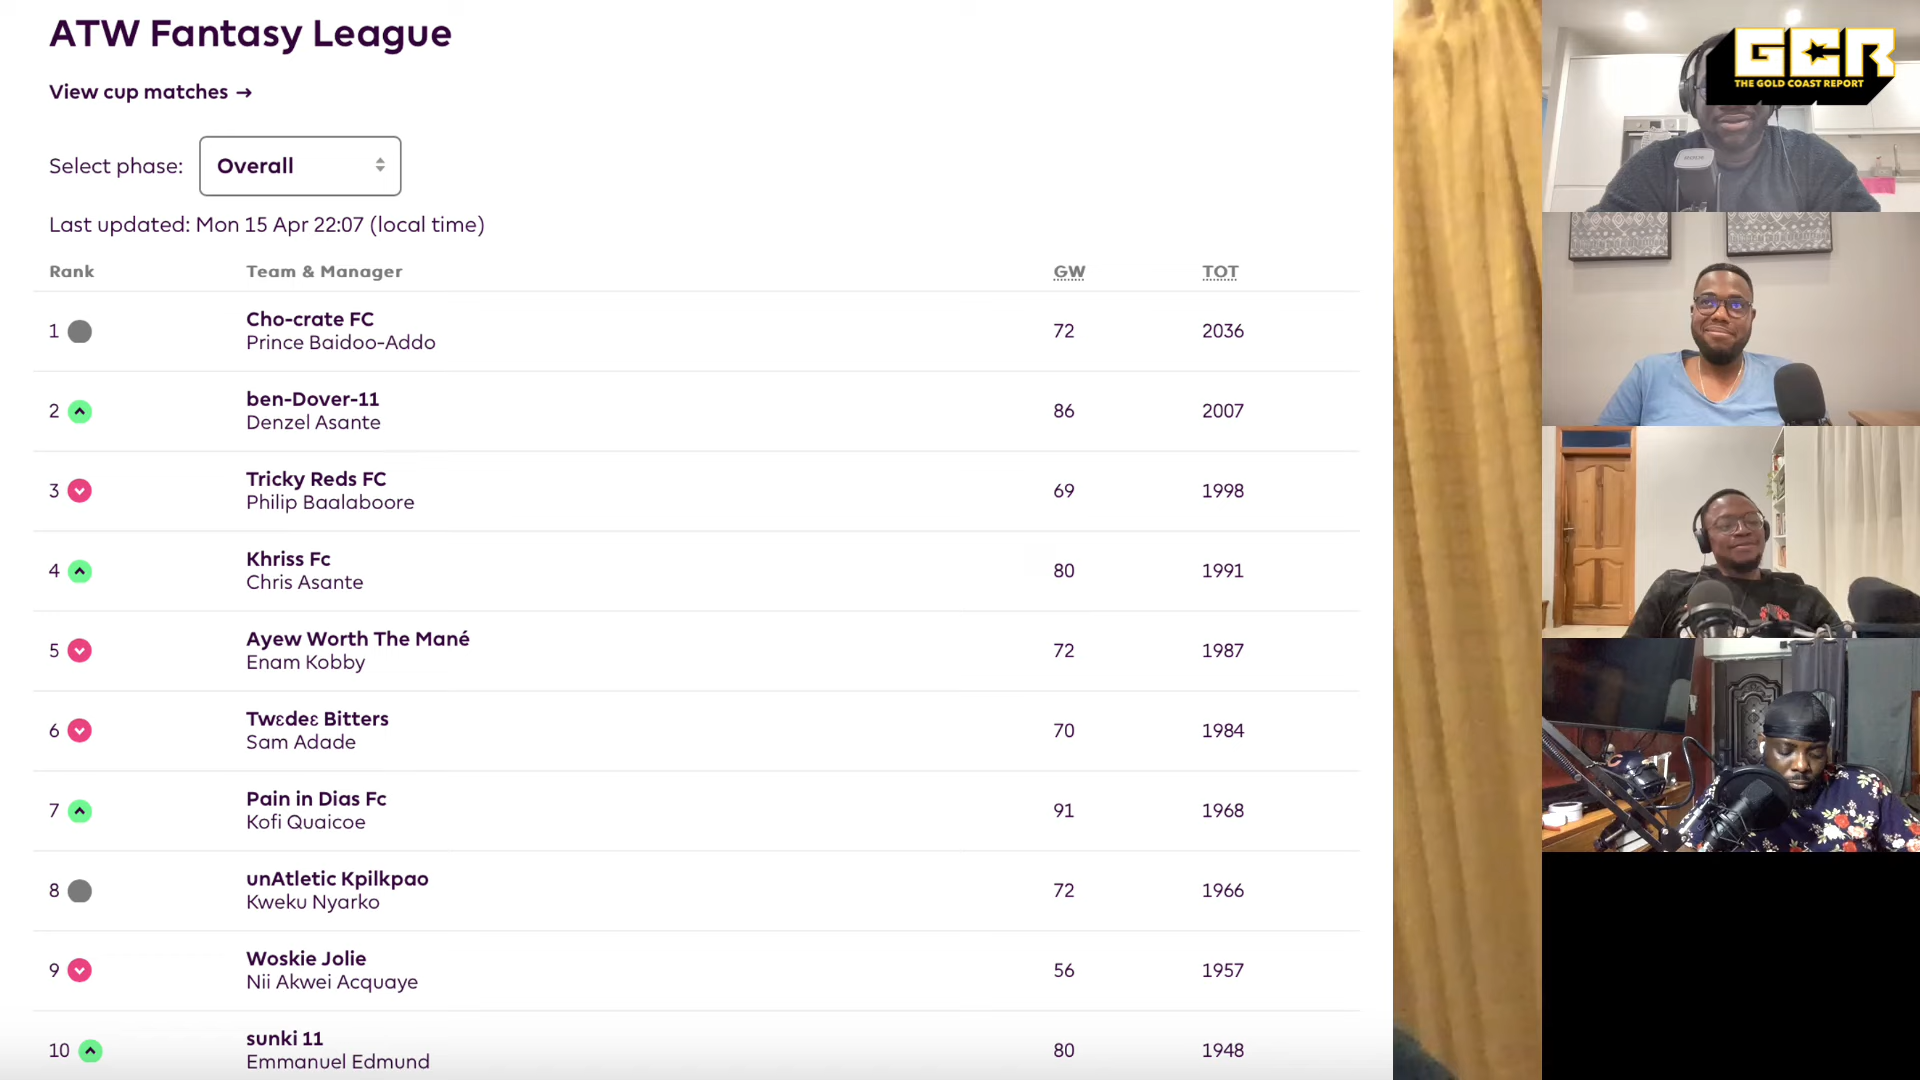 ATW Fantasy League
View cup matches →
Select phase: Overall
Last updated: Mon 15 Apr 22:07 (local time)
Rank Team & Manager GW TOT
1 Cho-crate FC 72 2036
Prince Baidoo-Addo
2 ben-Dover-11 86 2007
Denzel Asante
3 Tricky Reds FC 69 1998
Philip Baalaboore
4 Khriss Fc 80 1991
Chris Asante
5 Ayew Worth The Mané 72 1987
Enam Kobby
6 Twɛdeɛ Bitters 70 1984
Sam Adade
7 Pain in Dias Fc 91 1968
Kofi Quaicoe
8 unAtletic Kpilkpao 72 1966
Kweku Nyarko
9 Woskie Jolie 56 1957
Nii Akwei Acquaye
10 sunki 11 80 1948
Emmanuel Edmund
GCR
THE GOLD COAST REPORT